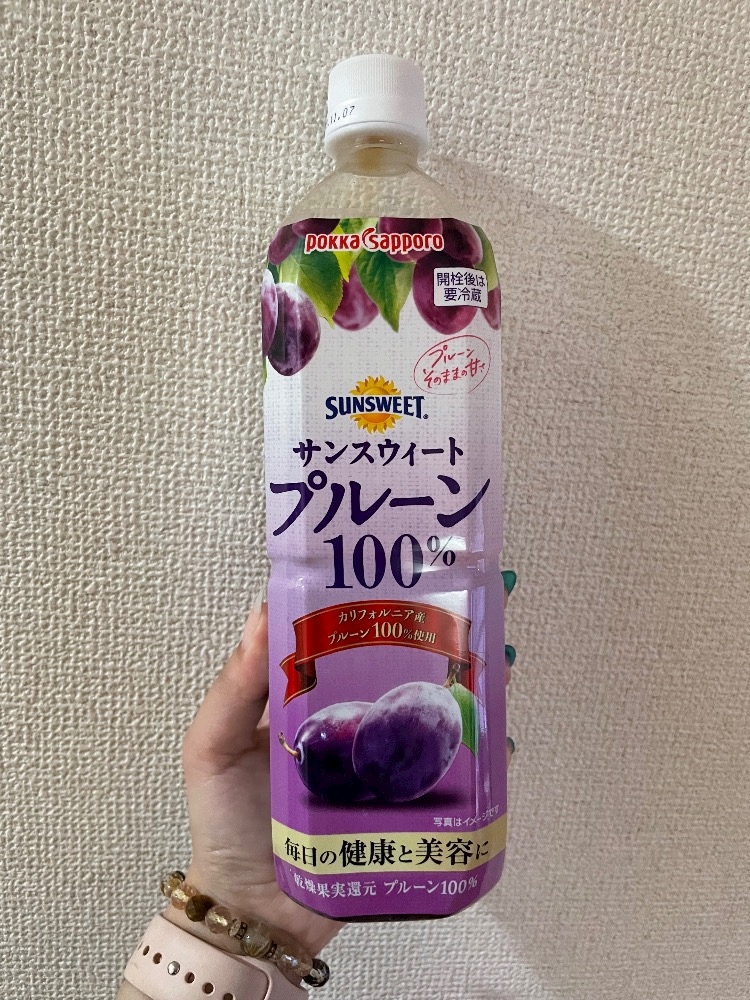 .11.07
POKKA SAPPORO
開栓後は
要冷蔵
プルーン
そのままの甘さ
SUNSWEET®
サンスウィート
プルーン
100%
カリフォルニア産
プルーン100%使用
写真はイメージです
毎日の健康と美容に
乾燥果実還元 プルーン100%